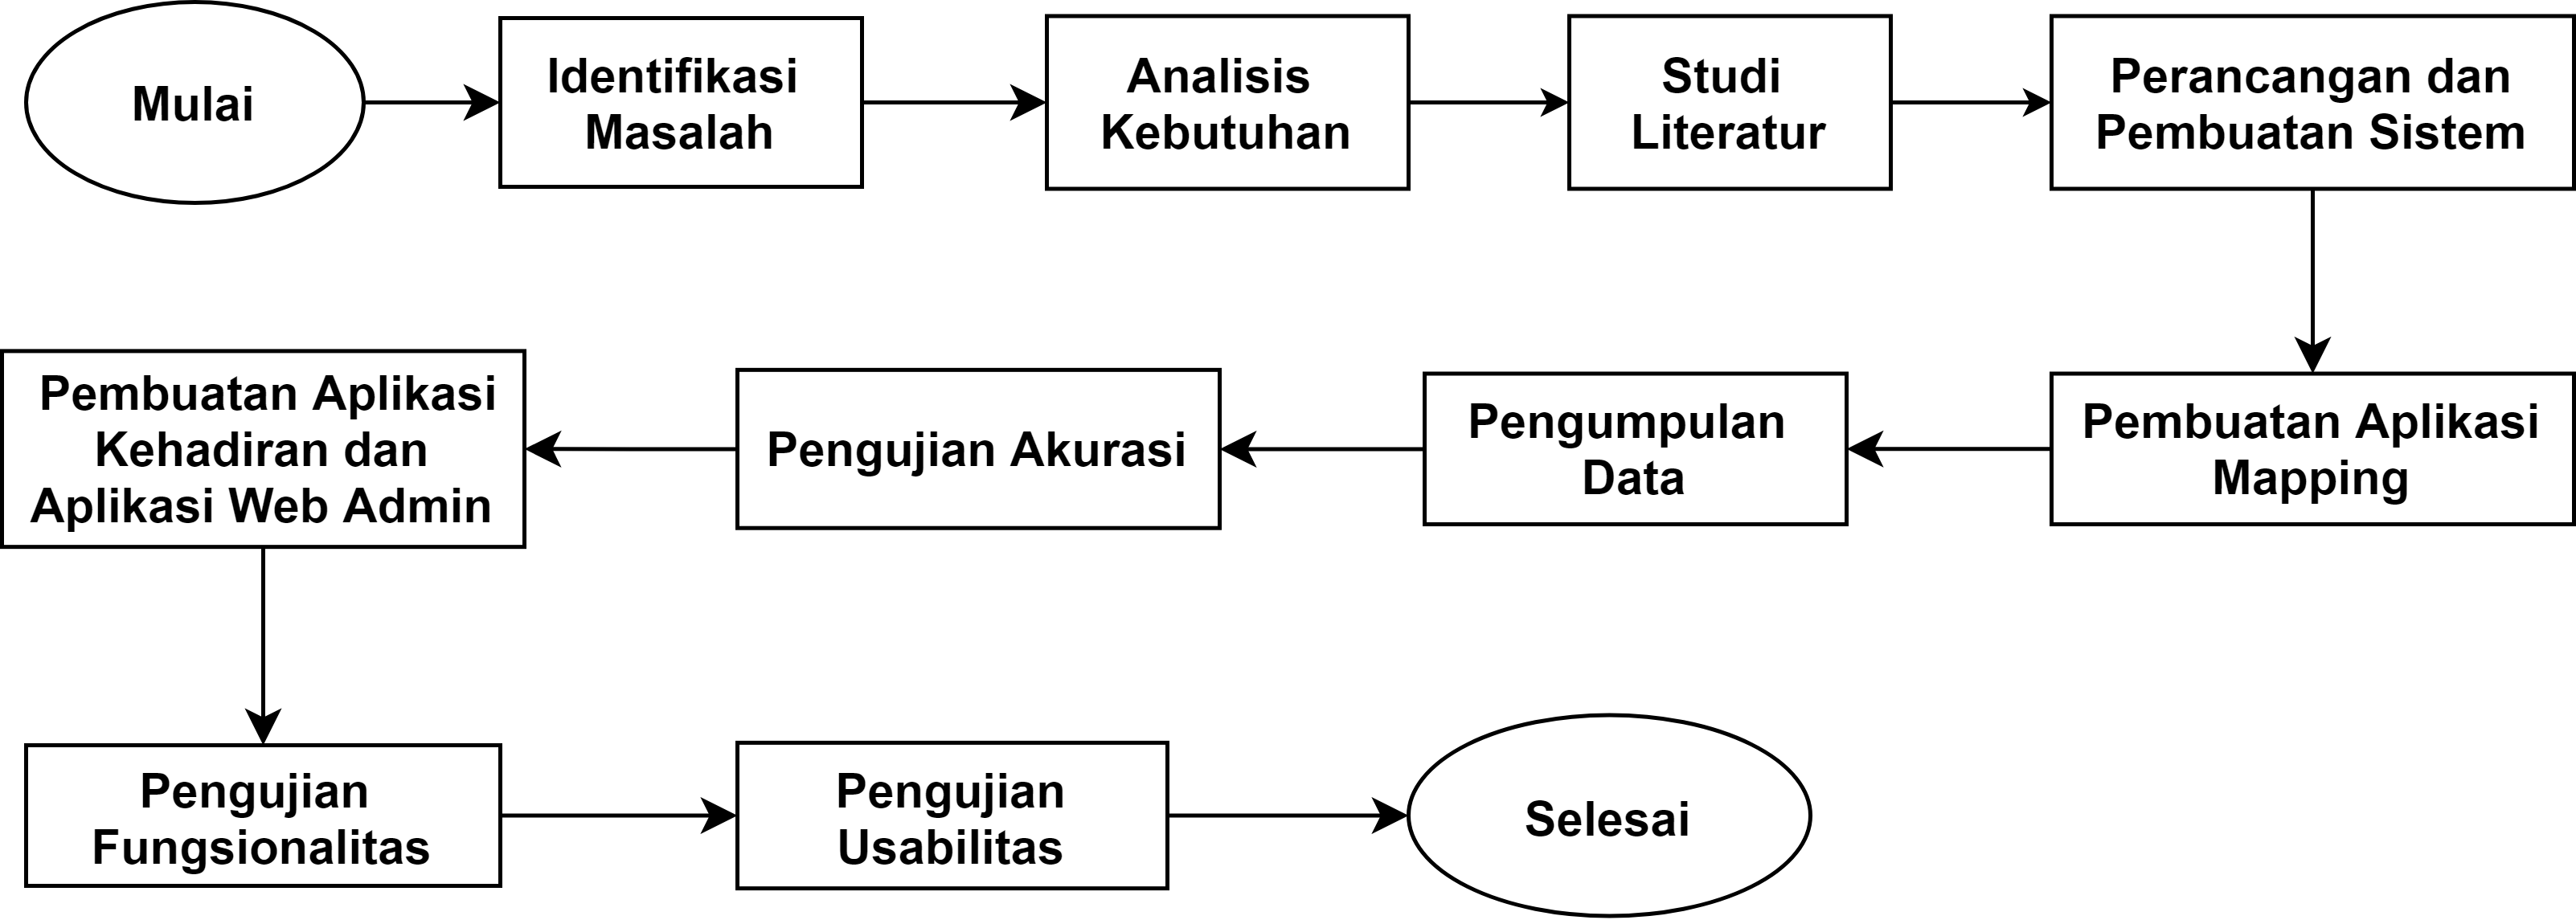 Mulai
Identifikasi
Masalah
Analisis
Kebutuhan
Studi
Literatur
Perancangan dan
Pembuatan Sistem
Pembuatan Aplikasi
Mapping
Pengumpulan
Data
Pengujian Akurasi
Pembuatan Aplikasi
Kehadiran dan
Aplikasi Web Admin
Pengujian
Fungsionalitas
Pengujian
Usabilitas
Selesai